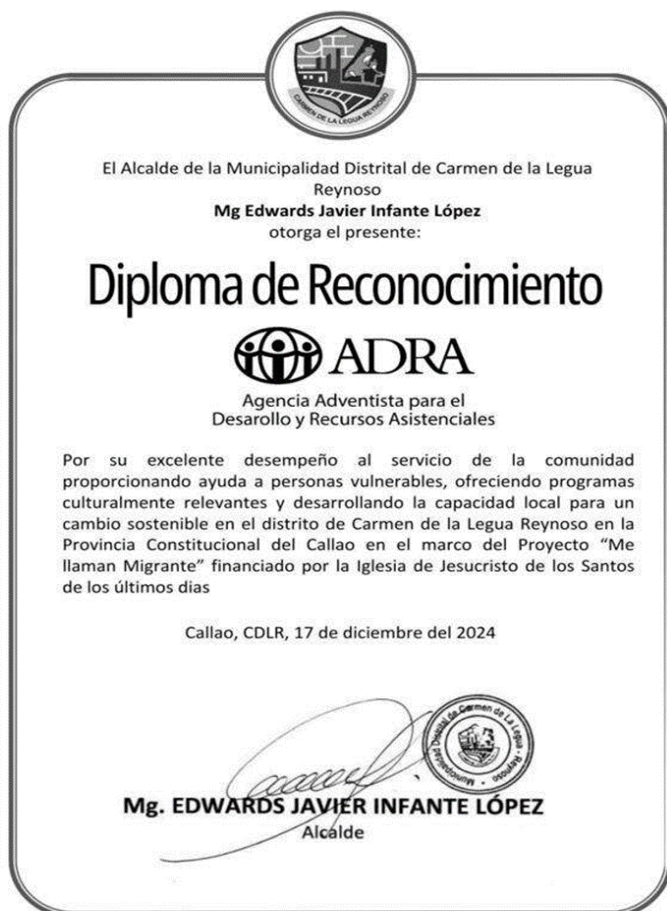 CARMEN DE LA LEGUA REYNOSO
El Alcalde de la Municipalidad Distrital de Carmen de la Legua
Reynoso
Mg Edwards Javier Infante López
otorga el presente:
Diploma de Reconocimiento
ADRA
Agencia Adventista para el
Desarollo y Recursos Asistenciales
Por su excelente desempeño al servicio de la comunidad
proporcionando ayuda a personas vulnerables, ofreciendo programas
culturalmente relevantes y desarrollando la capacidad local para un
cambio sostenible en el distrito de Carmen de la Legua Reynoso en la
Provincia Constitucional del Callao en el marco del Proyecto “Me
llaman Migrante” financiado por la Iglesia de Jesucristo de los Santos
de los últimos dias
Callao, CDLR, 17 de diciembre del 2024
Municipalidad Distrital de Carmen de La Legua - Reynoso -
Mg. EDWARDS JAVIER INFANTE LÓPEZ
Alcalde